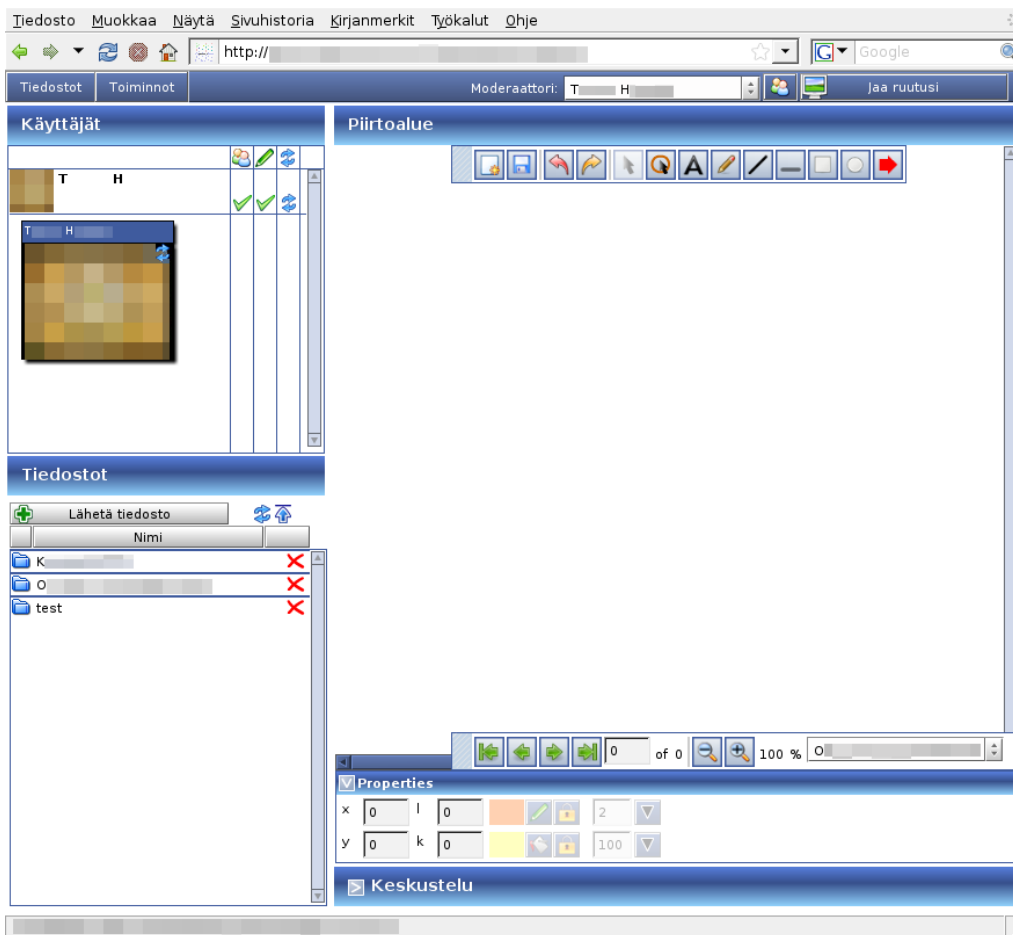 Tiedosto Muokkaa Näytä Sivuhistoria Kirjanmerkit Työkalut Ohje
http:// Google
Tiedostot Toiminnot Moderaattori: T H Jaa ruutusi
Käyttäjät
T H
T H
Tiedostot
Lähetä tiedosto
Nimi
K
O
test
Piirtoalue
A
0 of 0 100 % O
Properties
x 0 l 0 2
y 0 k 0 100
Keskustelu